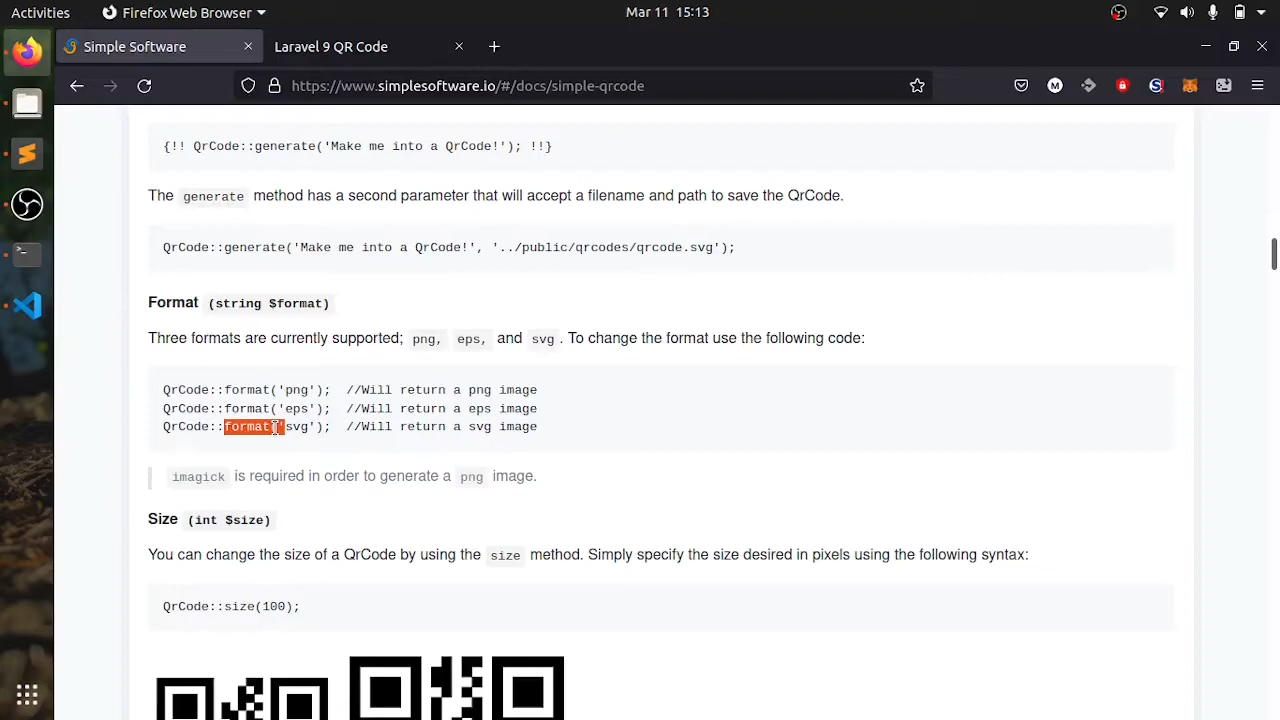 Activities
Firefox Web Browser
Mar 11 15:13
Simple Software
Laravel 9 QR Code
https://www.simplesoftware.io/#/docs/simple-qrcode
{!! QrCode::generate('Make me into a QrCode!'); !!}
The generate method has a second parameter that will accept a filename and path to save the QrCode.
QrCode::generate('Make me into a QrCode!', '../public/qrcodes/qrcode.svg');
Format (string $format)
Three formats are currently supported; png, eps, and svg. To change the format use the following code:
QrCode::format('png'); //Will return a png image
QrCode::format('eps'); //Will return a eps image
QrCode::format('svg'); //Will return a svg image
imagick is required in order to generate a png image.
Size (int $size)
You can change the size of a QrCode by using the size method. Simply specify the size desired in pixels using the following syntax:
QrCode::size(100);